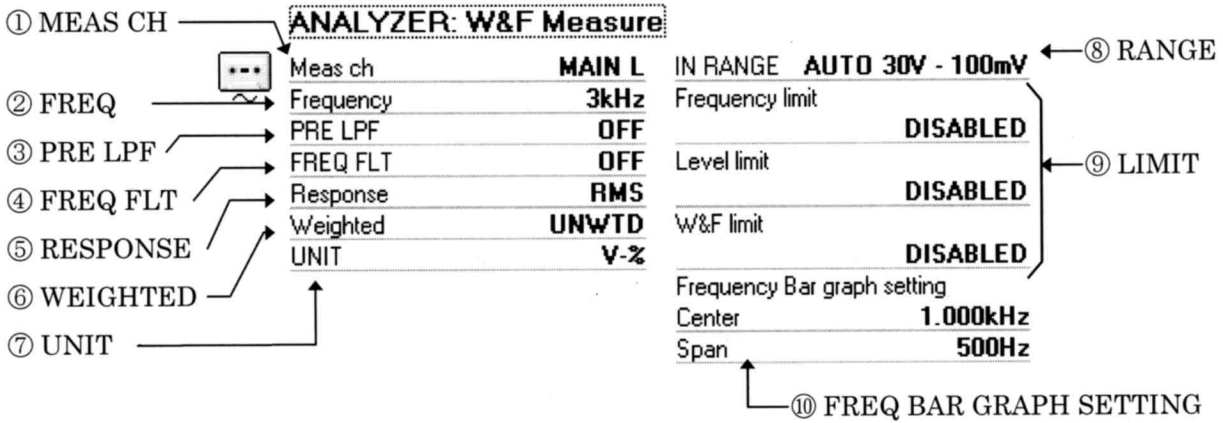 ① MEAS CH
② FREQ
③ PRE LPF
④ FREQ FLT
⑤ RESPONSE
⑥ WEIGHTED
⑦ UNIT
ANALYZER: W&F Measure
Meas ch MAIN L
Frequency 3kHz
PRE LPF OFF
FREQ FLT OFF
Response RMS
Weighted UNWTD
UNIT V-%
IN RANGE AUTO 30V - 100mV
Frequency limit
DISABLED
Level limit
DISABLED
W&F limit
DISABLED
Frequency Bar graph setting
Center 1.000kHz
Span 500Hz
⑧ RANGE
⑨ LIMIT
⑩ FREQ BAR GRAPH SETTING